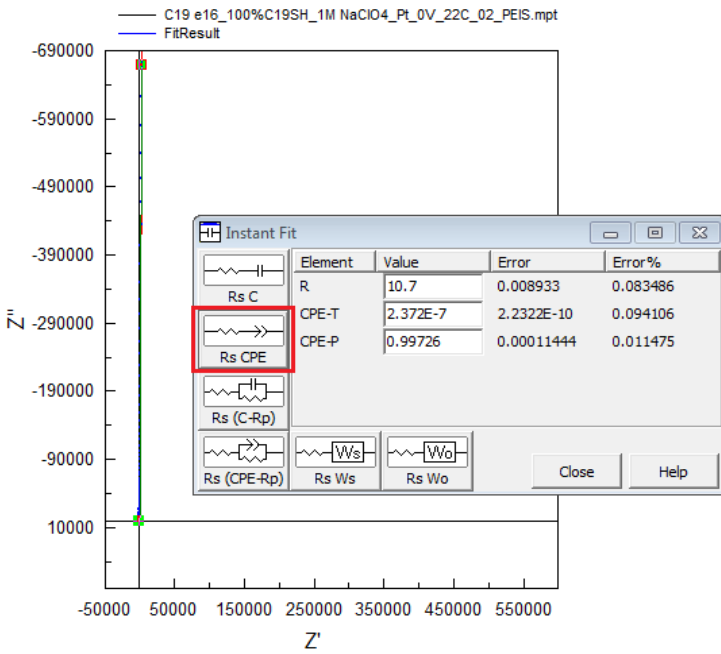 C19 e16_100%C19SH_1M NaClO4_Pt_0V_22C_02_PEIS.mpt
FitResult
-690000
-590000
-490000
-390000
-290000
-190000
-90000
10000
Z''
-50000 50000 150000 250000 350000 450000 550000
Z'
Instant Fit
Element Value Error Error%
R 10.7 0.008933 0.083486
CPE-T 2.372E-7 2.2322E-10 0.094106
CPE-P 0.99726 0.00011444 0.011475
Rs C
Rs CPE
Rs (C-Rp)
Rs (CPE-Rp)
Ws
Rs Ws
Wo
Rs Wo
Close
Help